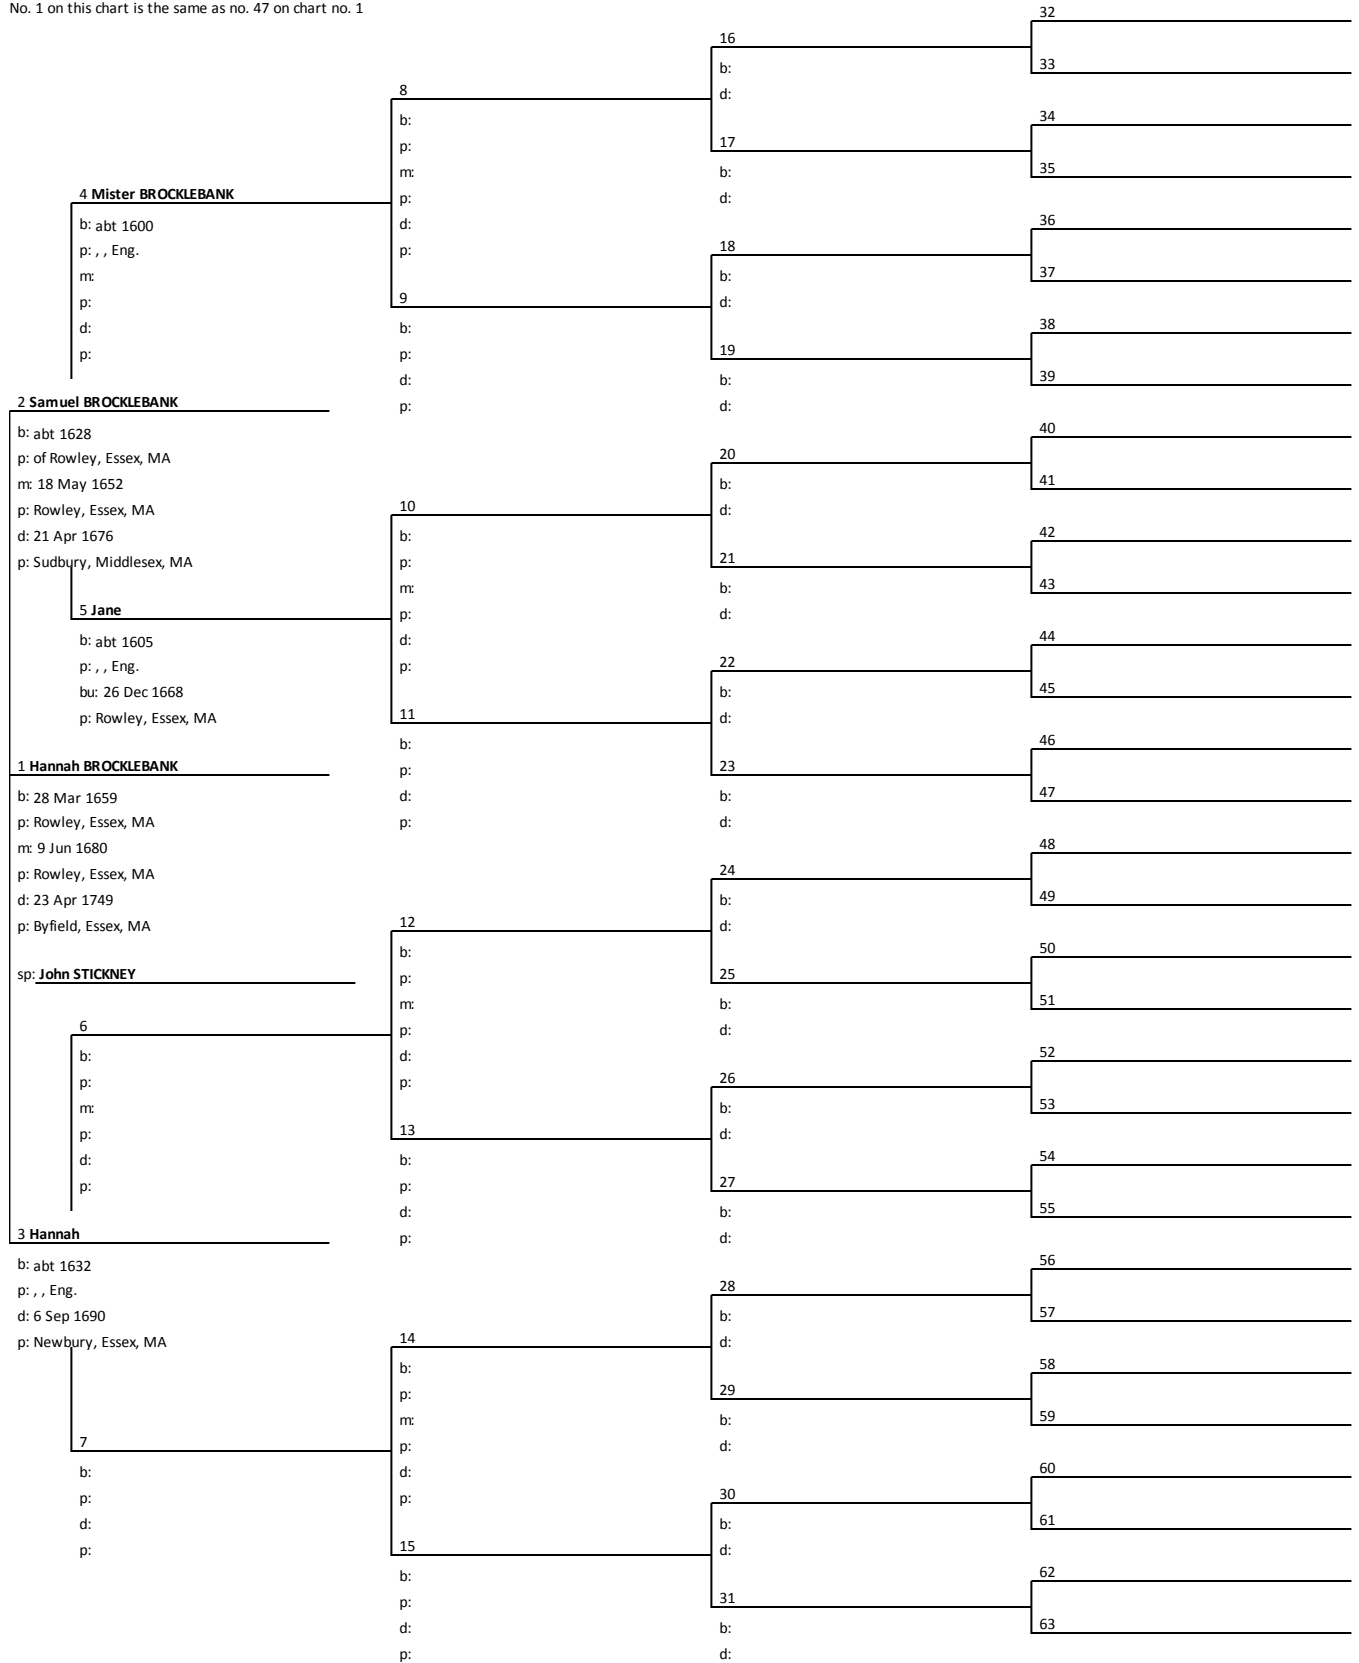 No. 1 on this chart is the same as no. 47 on chart no. 1
4 Mister BROCKLEBANK
b: abt 1600
p: , , Eng.
m:
p:
d:
p:
2 Samuel BROCKLEBANK
b: abt 1628
p: of Rowley, Essex, MA
m: 18 May 1652
p: Rowley, Essex, MA
d: 21 Apr 1676
p: Sudbury, Middlesex, MA
5 Jane
b: abt 1605
p: , , Eng.
bu: 26 Dec 1668
p: Rowley, Essex, MA
1 Hannah BROCKLEBANK
b: 28 Mar 1659
p: Rowley, Essex, MA
m: 9 Jun 1680
p: Rowley, Essex, MA
d: 23 Apr 1749
p: Byfield, Essex, MA
sp: John STICKNEY
6
b:
p:
m:
p:
d:
p:
3 Hannah
b: abt 1632
p: , , Eng.
d: 6 Sep 1690
p: Newbury, Essex, MA
7
b:
p:
d:
p:
8
b:
p:
m:
p:
d:
p:
9
b:
p:
d:
p:
10
b:
p:
m:
p:
d:
p:
11
b:
p:
d:
p:
12
b:
p:
m:
p:
d:
p:
13
b:
p:
d:
p:
14
b:
p:
m:
p:
d:
p:
15
b:
p:
d:
p:
16
b:
d:
17
b:
d:
18
b:
d:
19
b:
d:
20
b:
d:
21
b:
d:
22
b:
d:
23
b:
d:
24
b:
d:
25
b:
d:
26
b:
d:
27
b:
d:
28
b:
d:
29
b:
d:
30
b:
d:
31
b:
d:
32
33
34
35
36
37
38
39
40
41
42
43
44
45
46
47
48
49
50
51
52
53
54
55
56
57
58
59
60
61
62
63